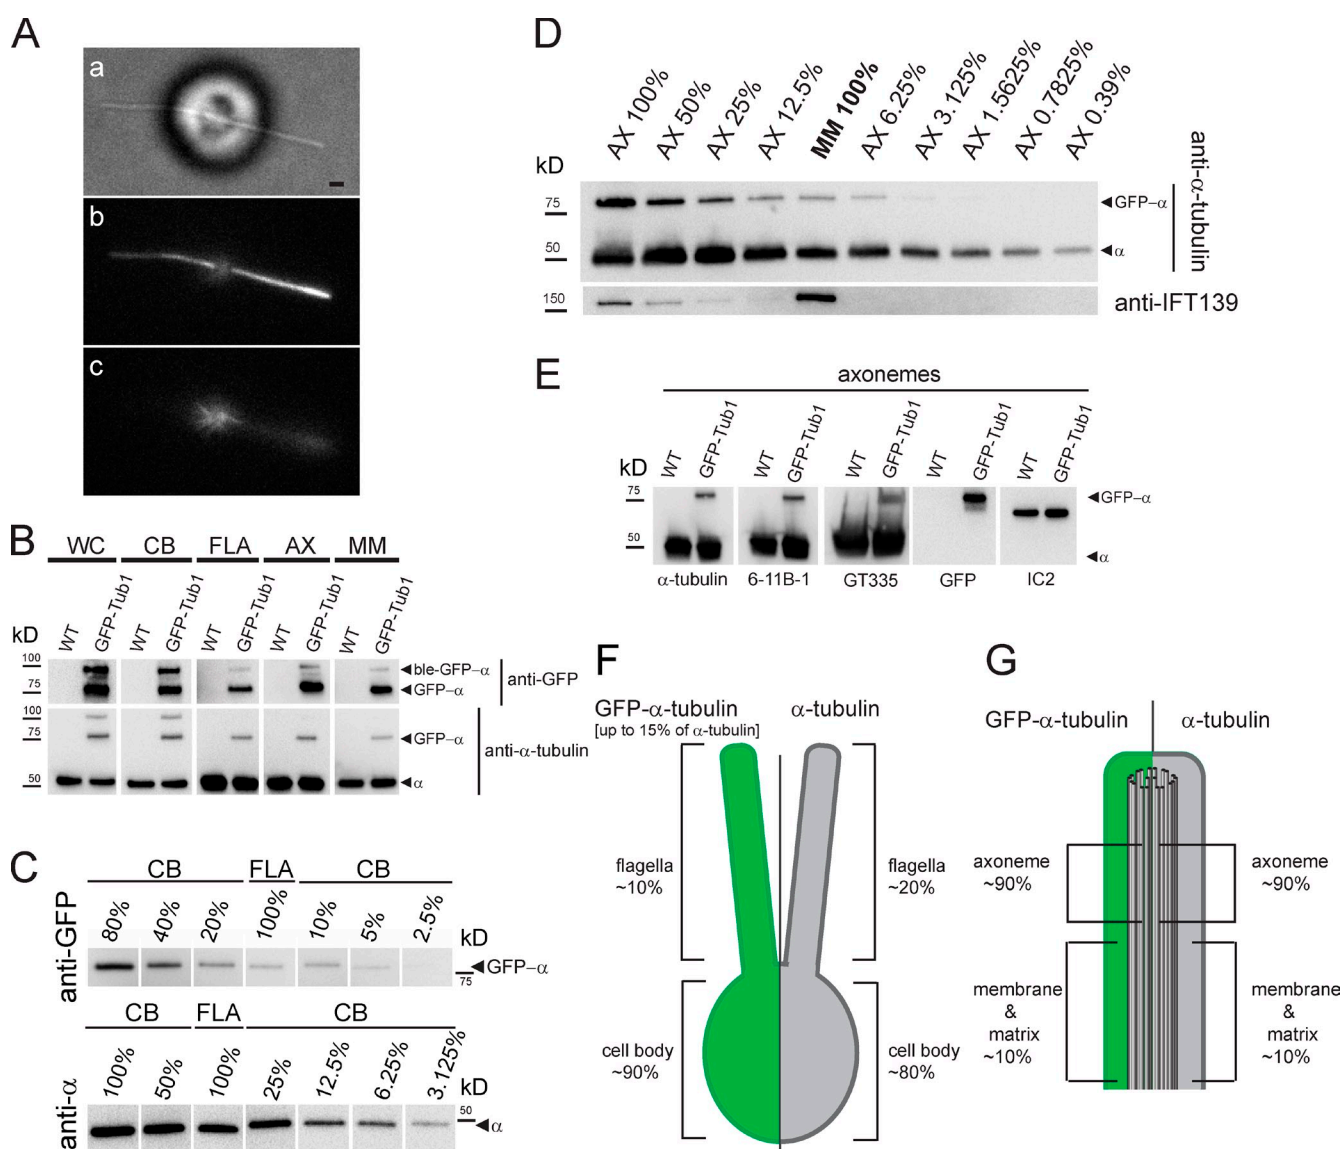 A
a
b
c
B
WC CB FLA AX MM
WT GFP-Tub1 WT GFP-Tub1 WT GFP-Tub1 WT GFP-Tub1 WT GFP-Tub1
kD
100
75
ble-GFP-α
GFP-α
anti-GFP
100
75
50
GFP-α
α
anti-α-tubulin
C
anti-GFP
CB FLA CB
80% 40% 20% 100% 10% 5% 2.5%
kD
GFP-α
75
anti-α
CB FLA CB
100% 50% 100% 25% 12.5% 6.25% 3.125%
kD
50
α
D
AX 100% AX 50% AX 25% AX 12.5% MM 100% AX 6.25% AX 3.125% AX 1.5625% AX 0.7825% AX 0.39%
kD
75
50
GFP-α
α
anti-α-tubulin
150
anti-IFT139
E
axonemes
WT GFP-Tub1 WT GFP-Tub1 WT GFP-Tub1 WT GFP-Tub1 WT GFP-Tub1
kD
75
50
GFP-α
α
α-tubulin 6-11B-1 GT335 GFP IC2
F
GFP-α-tubulin α-tubulin
[up to 15% of α-tubulin]
flagella
~10%
flagella
~20%
cell body
~90%
cell body
~80%
G
GFP-α-tubulin α-tubulin
axoneme
~90%
axoneme
~90%
membrane
&
matrix
~10%
membrane
&
matrix
~10%